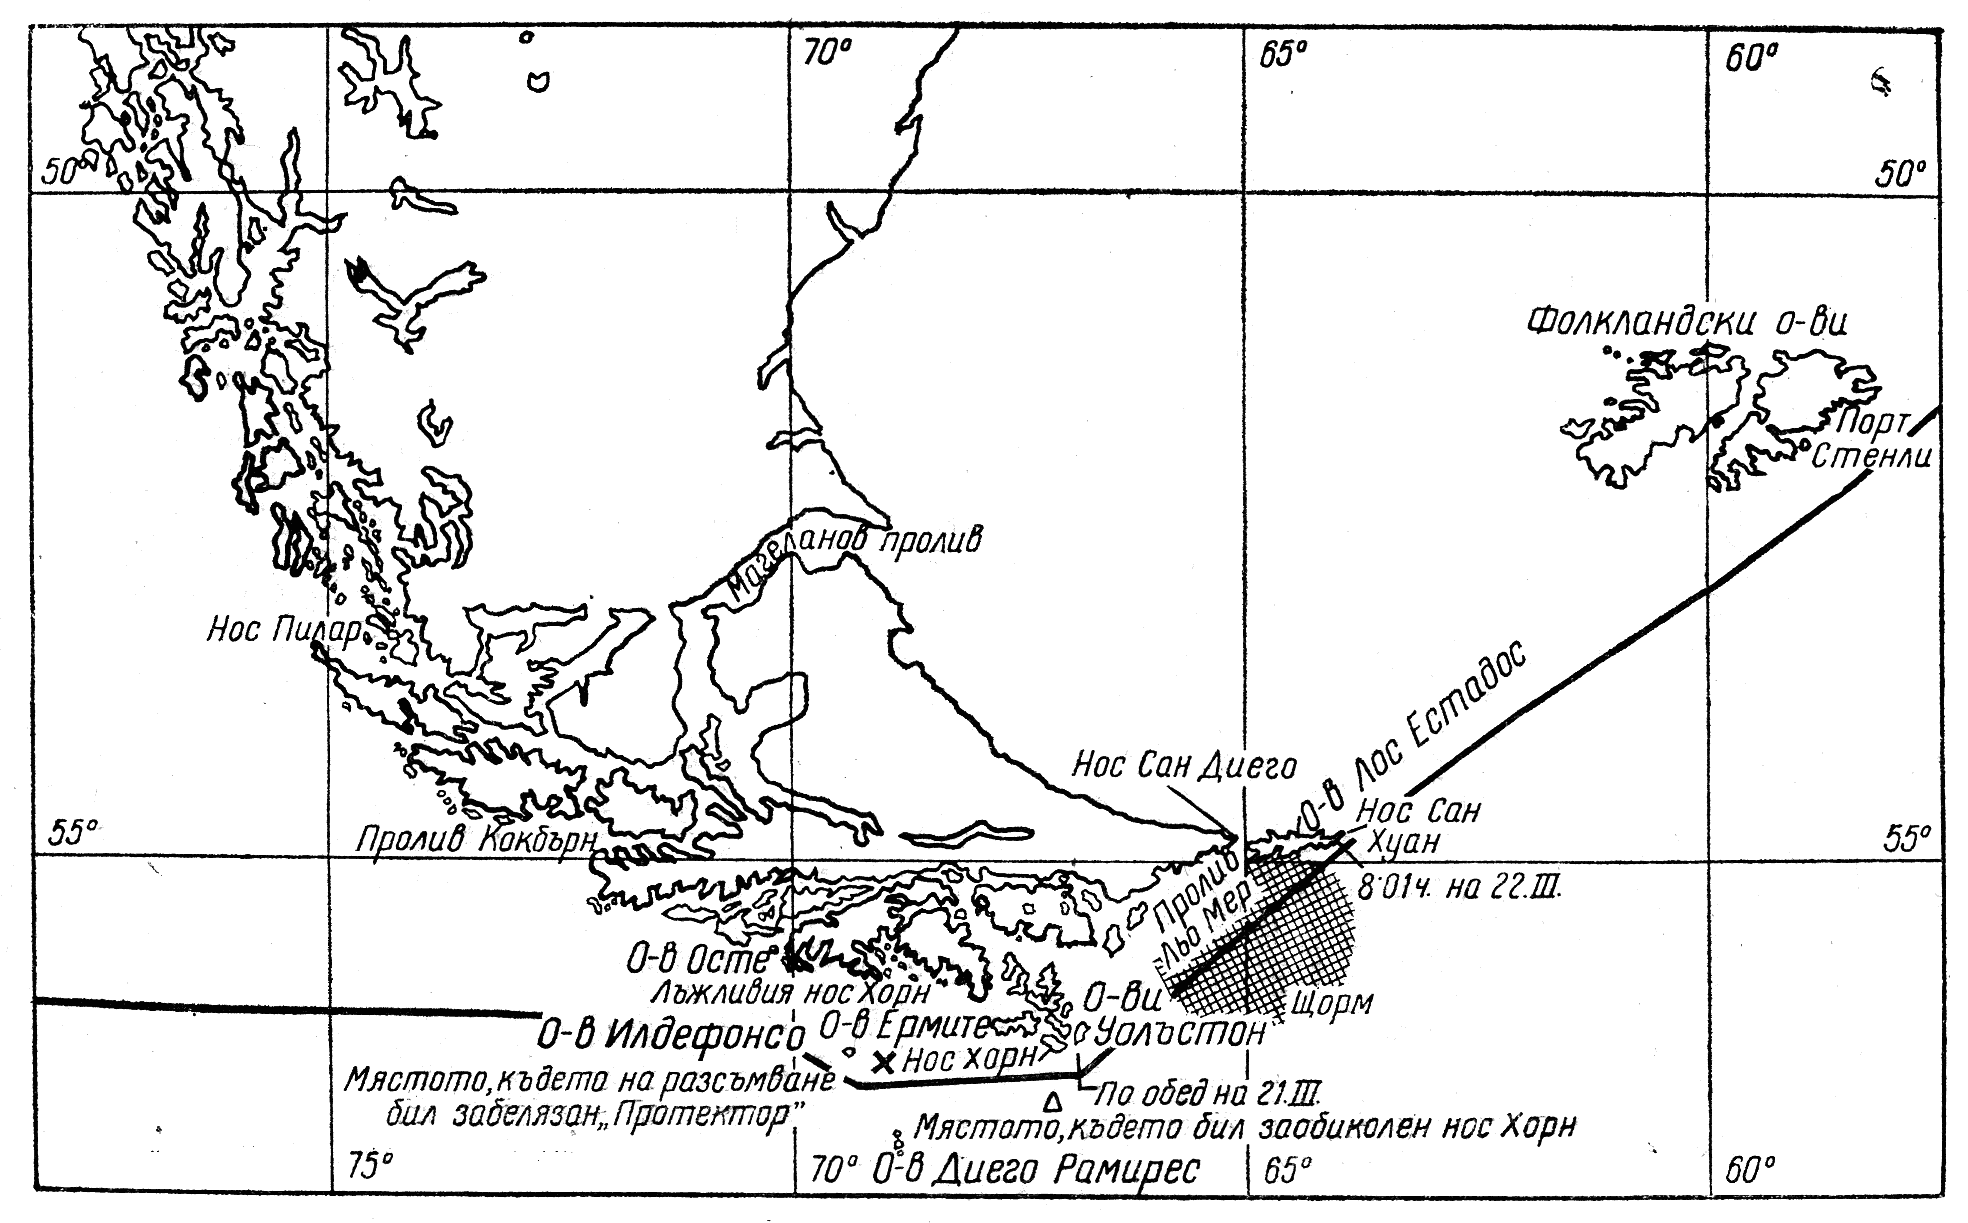 70°
65°
60°
50°
50°
Фолкландски о-ви
Порт
Стенли
Магеланов пролив
Нос Пилар
О-в Лос Естадос
Нос Сан Диего
Нос Сан
Хуан
55°
Пролив Кокбърн
55°
8·01ч. на 22.III.
Пролив
Льо Мер
О-в Осте
Лъжливия нос Хорн
О-ви
Уолъстон
Щорм
О-в Илдефонсо
О-в Ермите
Нос Хорн
Мястото, където на разсъмване
бил забелязан „Протектор”
По обед на 21.III.
Мястото, където бил заобиколен нос Хорн
О-в Диего Рамирес
75°
70°
65°
60°